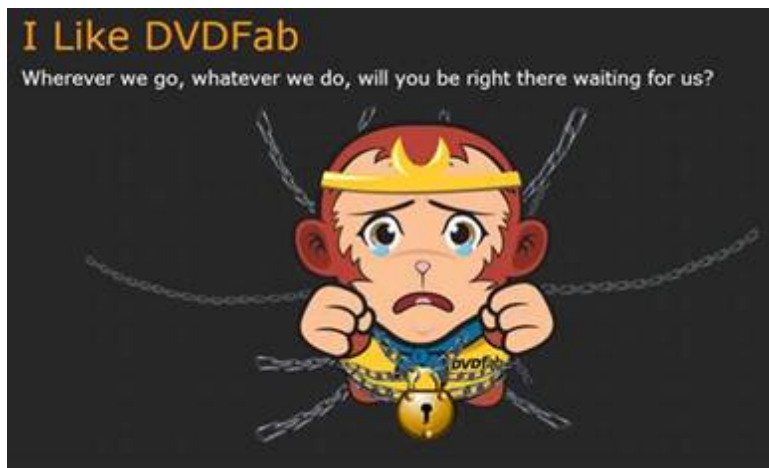 I Like DVDFab
Wherever we go, whatever we do, will you be right there waiting for us?
DVDfab